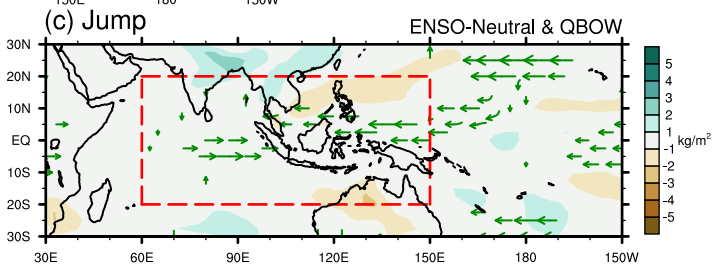 (c) Jump
ENSO-Neutral & QBOW
30N
20N
10N
EQ
10S
20S
30S
30E 60E 90E 120E 150E 180 150W
5
4
3
2
1
-1
-2
-3
-4
-5
kg/m²